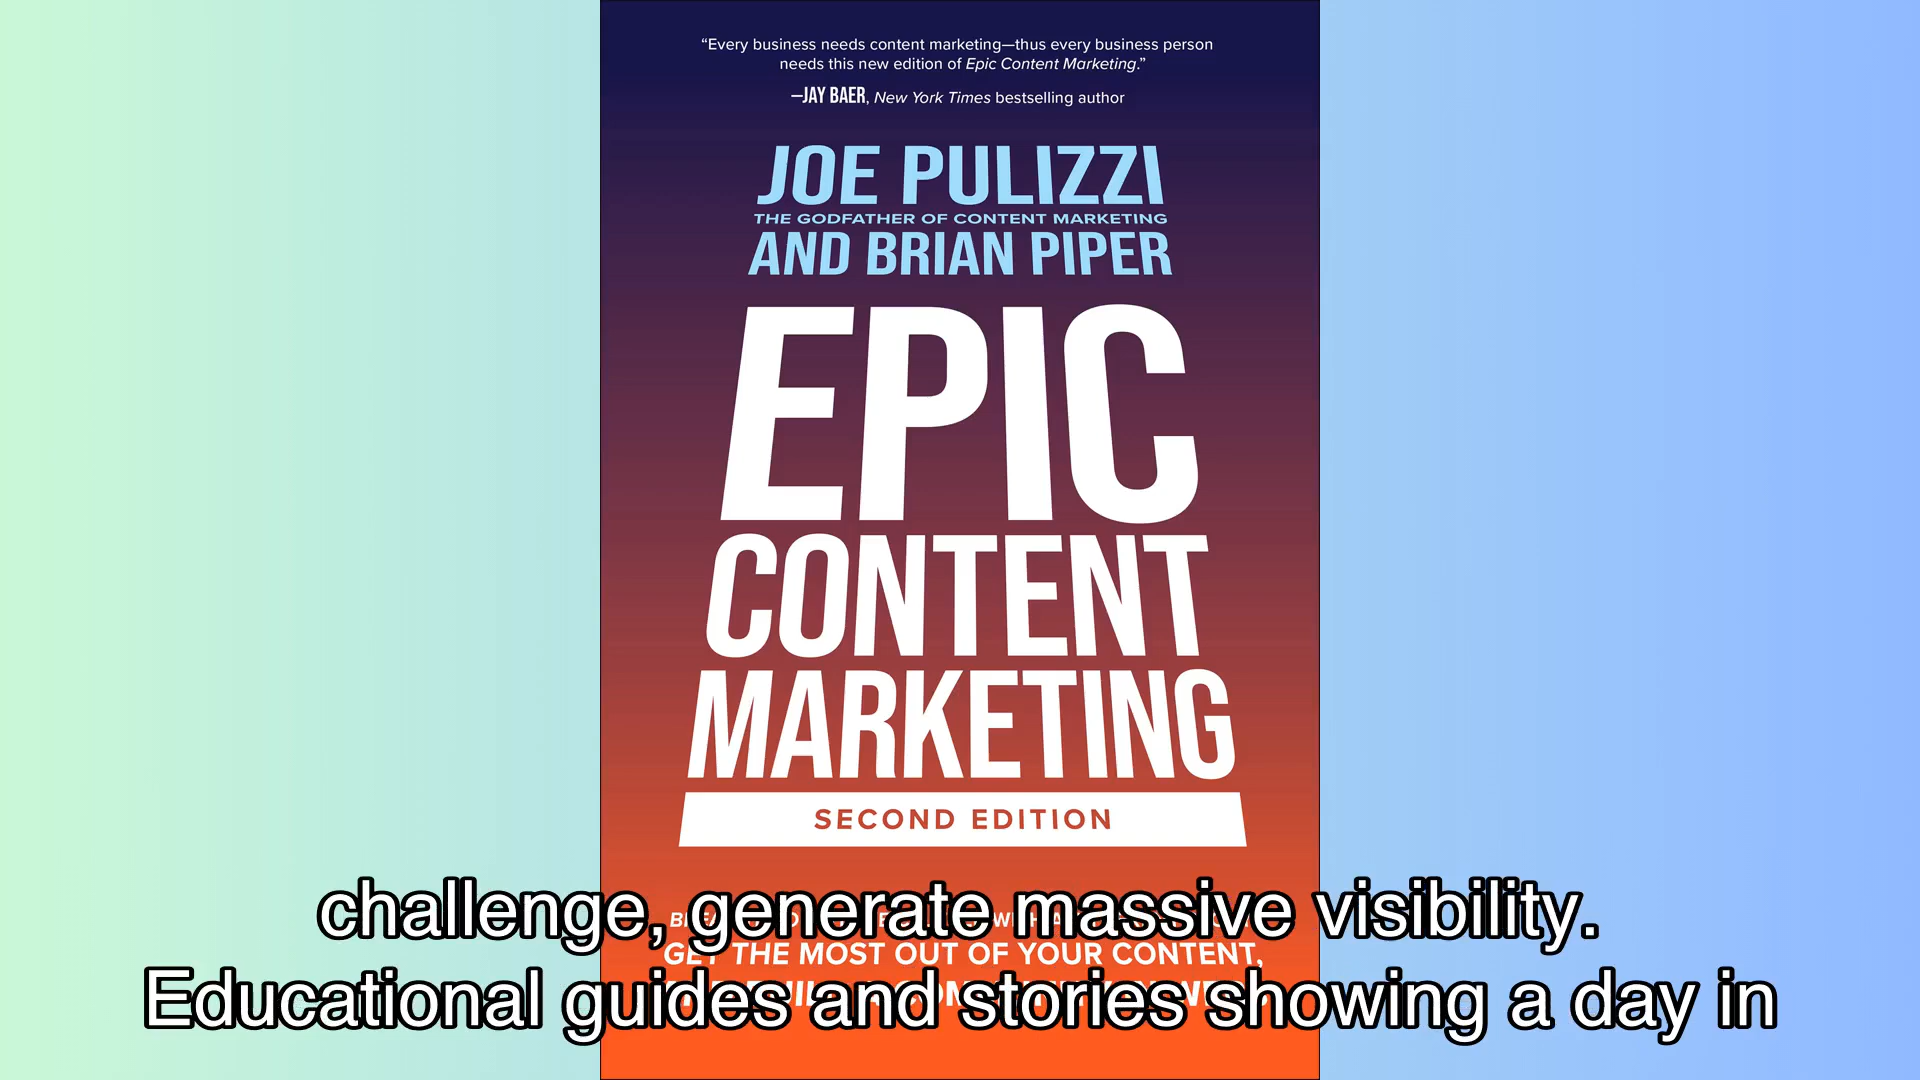 “Every business needs content marketing—thus every business person
needs this new edition of Epic Content Marketing.”
—JAY BAER, New York Times bestselling author
JOE PULIZZI
THE GODFATHER OF CONTENT MARKETING
AND BRIAN PIPER
EPIC
CONTENT
MARKETING
SECOND EDITION
GET THE MOST OUT OF YOUR CONTENT,
challenge, generate massive visibility.
Educational guides and stories showing a day in